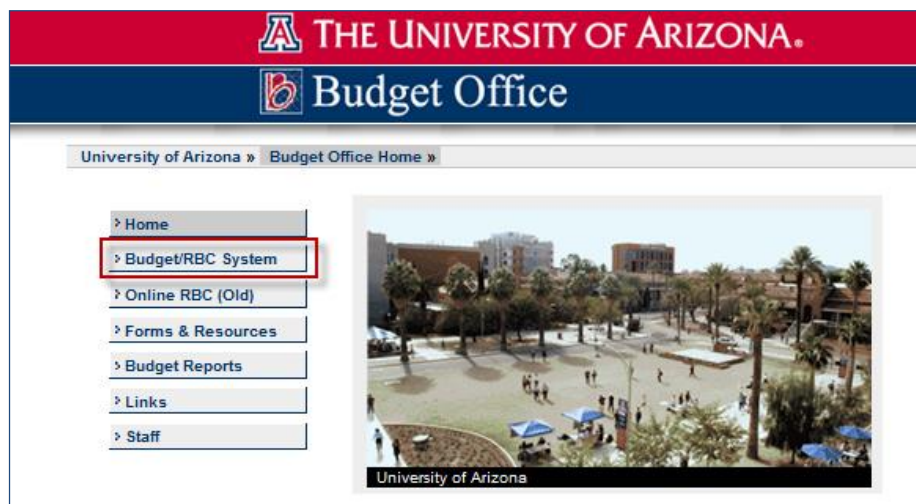 A THE UNIVERSITY OF ARIZONA.
b Budget Office
University of Arizona » Budget Office Home »
Home
Budget/RBC System
Online RBC (Old)
Forms & Resources
Budget Reports
Links
Staff
University of Arizona